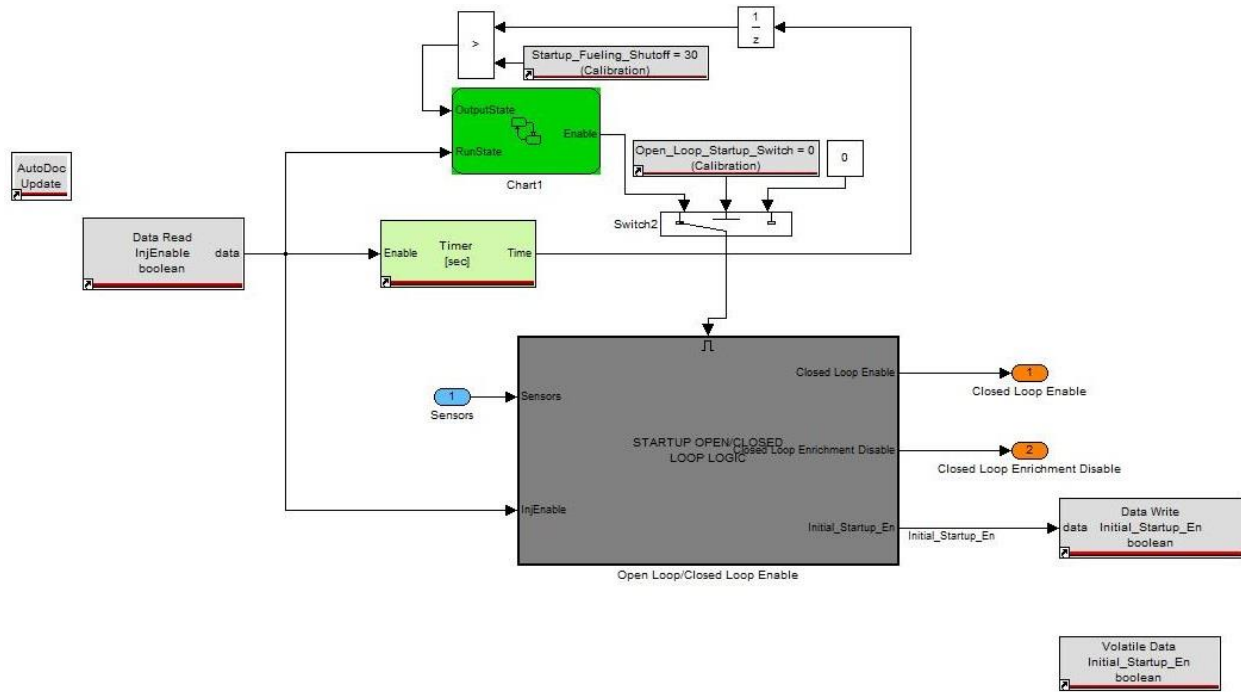 1
z
>
Startup_Fueling_Shutoff = 30
(Calibration)
OutputState
Enable
RunState
Chart1
Open_Loop_Startup_Switch = 0
(Calibration)
0
AutoDoc
Update
Switch2
Data Read
InjEnable
boolean
data
Enable
Timer
[sec]
Time
Closed Loop Enable
1
Closed Loop Enable
1
Sensors
Sensors
STARTUP OPEN/CLOSED
LOOP LOGIC
Closed Loop Enrichment Disable
2
Closed Loop Enrichment Disable
InjEnable
Initial_Startup_En
Initial_Startup_En
data
Data Write
Initial_Startup_En
boolean
Open Loop/Closed Loop Enable
Volatile Data
Initial_Startup_En
boolean